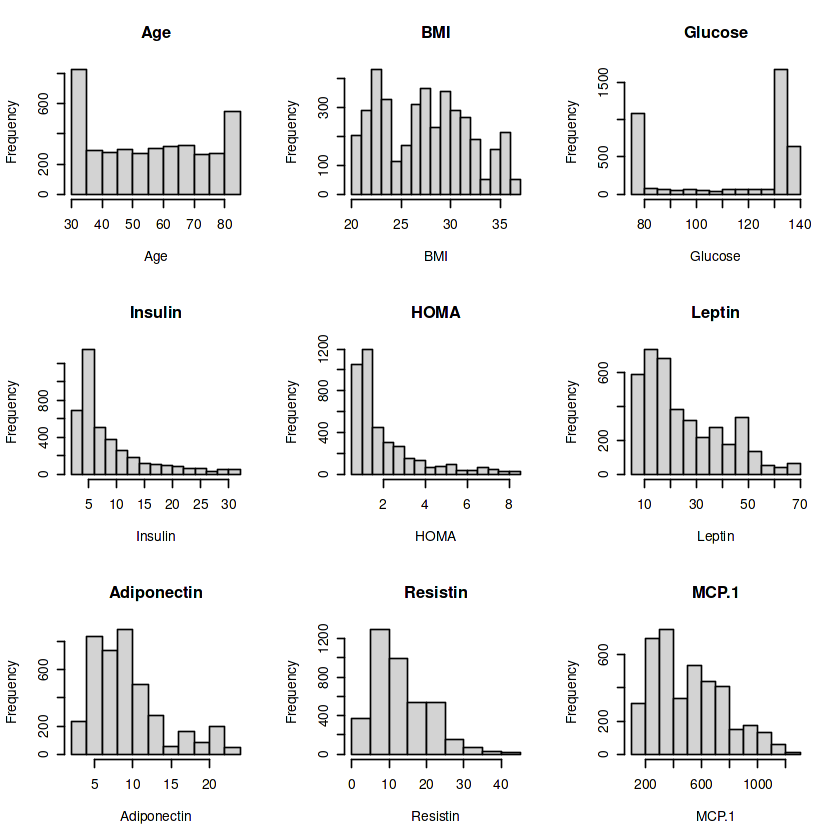 Age
BMI
Glucose
Frequency
0 200 600
30 40 50 60 70 80
Age
Frequency
0 100 300
20 25 30 35
BMI
Frequency
0 500 1500
80 100 120 140
Glucose
Insulin
HOMA
Leptin
Frequency
0 400 800
5 10 15 20 25 30
Insulin
Frequency
0 400 800 1200
2 4 6 8
HOMA
Frequency
0 200 600
10 30 50 70
Leptin
Adiponectin
Resistin
MCP.1
Frequency
0 200 600
5 10 15 20
Adiponectin
Frequency
0 400 800 1200
0 10 20 30 40
Resistin
Frequency
0 200 600
200 600 1000
MCP.1